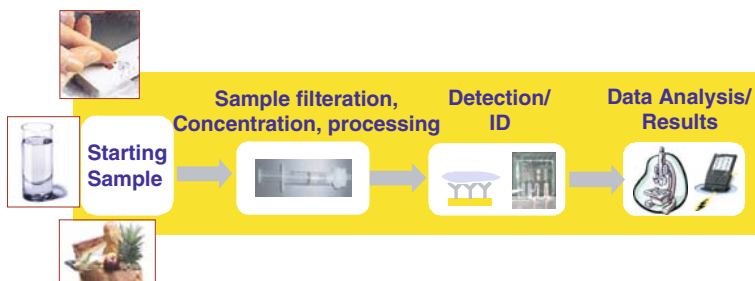 Starting
Sample
Sample filteration,
Concentration, processing
Detection/
ID
Data Analysis/
Results